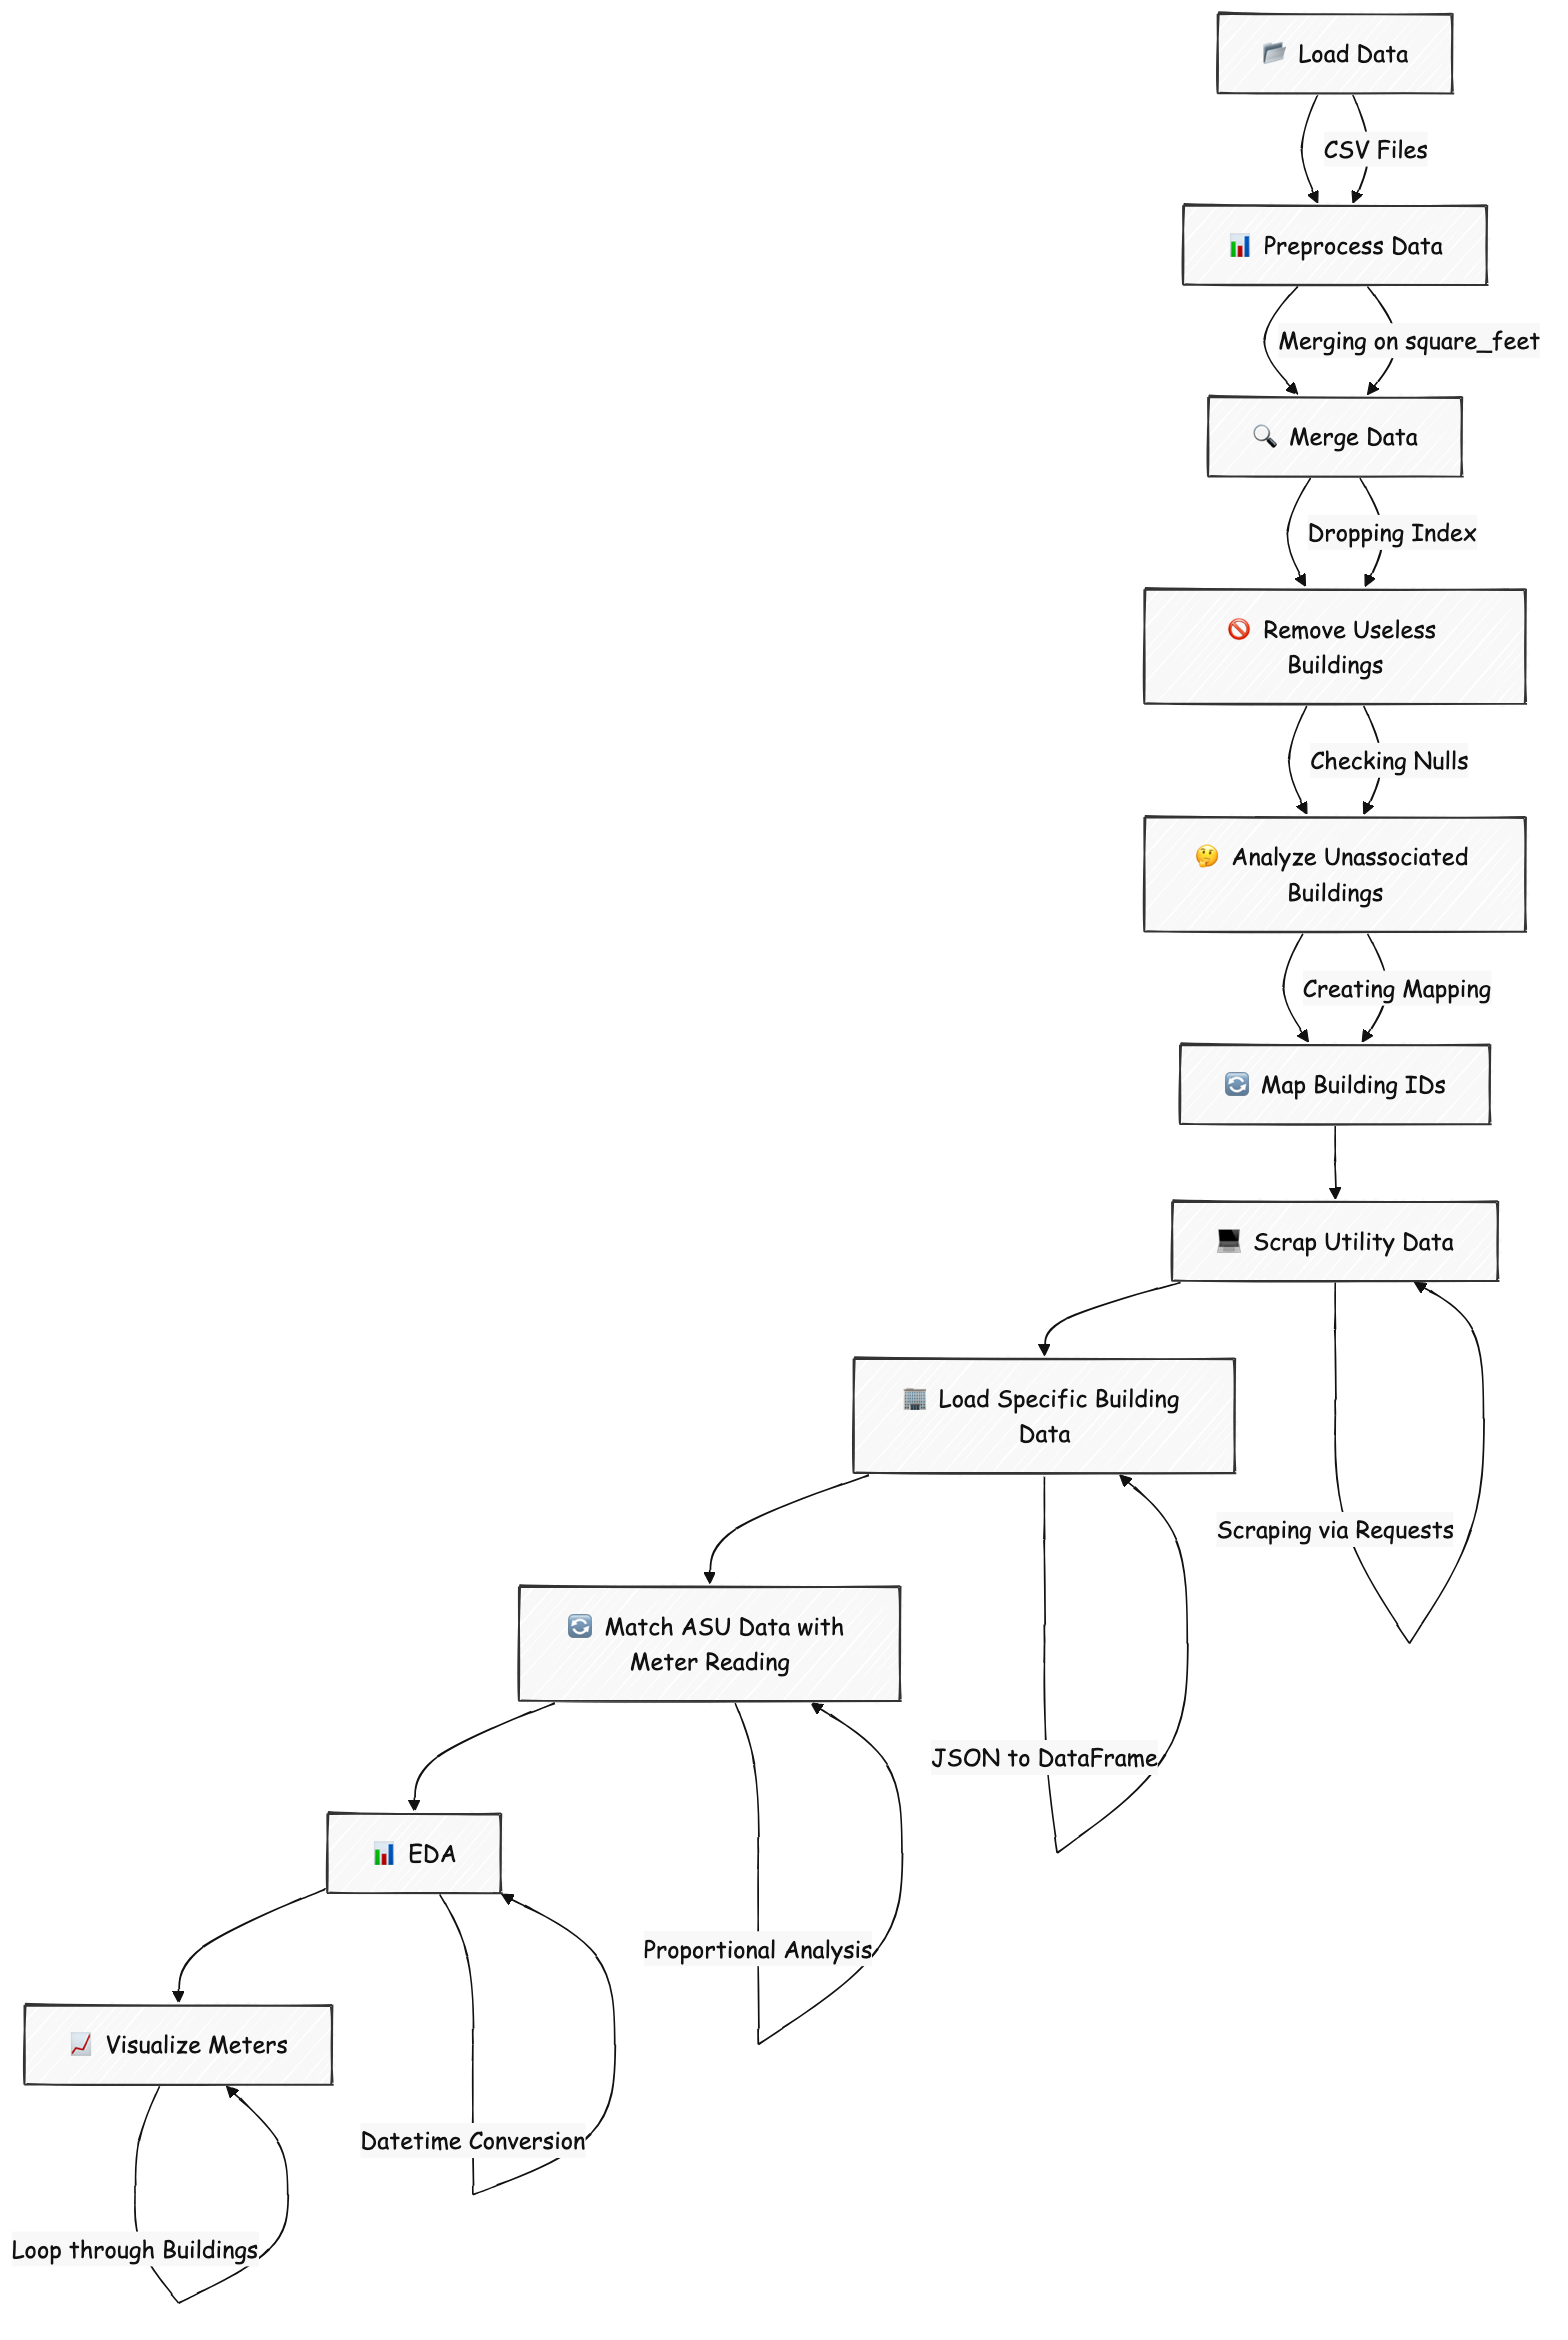 Load Data
CSV Files
Preprocess Data
Merging on square_feet
Merge Data
Dropping Index
Remove Useless
Buildings
Checking Nulls
Analyze Unassociated
Buildings
Creating Mapping
Map Building IDs
Scrap Utility Data
Load Specific Building
Data
Scraping via Requests
Match ASU Data with
Meter Reading
JSON to DataFrame
EDA
Proportional Analysis
Visualize Meters
Datetime Conversion
Loop through Buildings